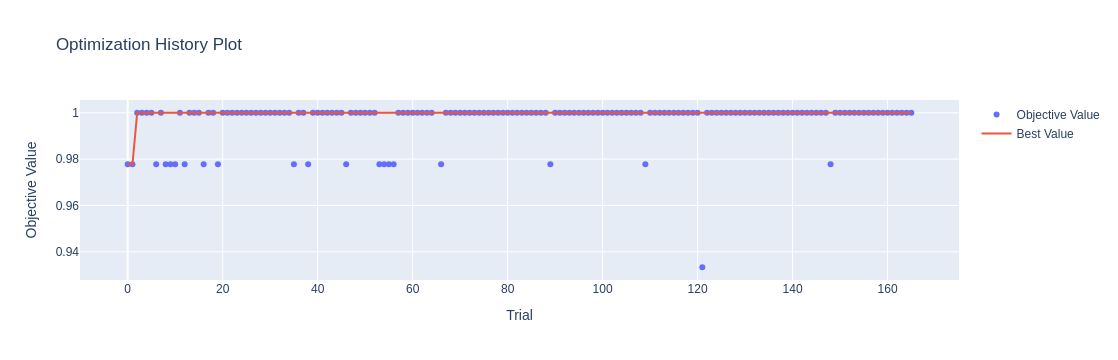 Optimization History Plot
Objective Value
1
0.98
0.96
0.94
0
20
40
60
80
100
120
140
160
Trial
Objective Value
Best Value